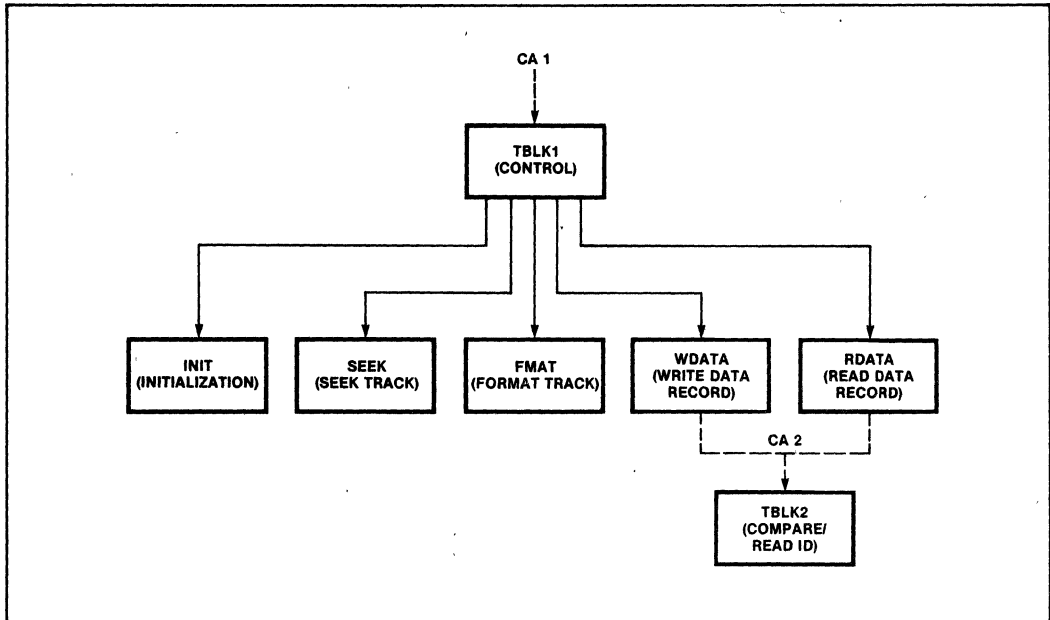 CA 1
TBLK1
(CONTROL)
INIT
(INITIALIZATION)
SEEK
(SEEK TRACK)
FMAT
(FORMAT TRACK)
WDATA
(WRITE DATA
RECORD)
RDATA
(READ DATA
RECORD)
CA 2
TBLK2
(COMPARE/
READ ID)